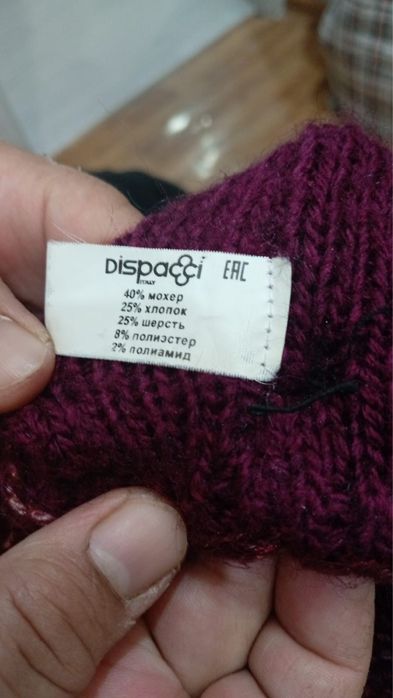 Dispacci EAC
ITALY
40% мохер
25% хлопок
25% шерсть
8% полиэстер
2% полиамид